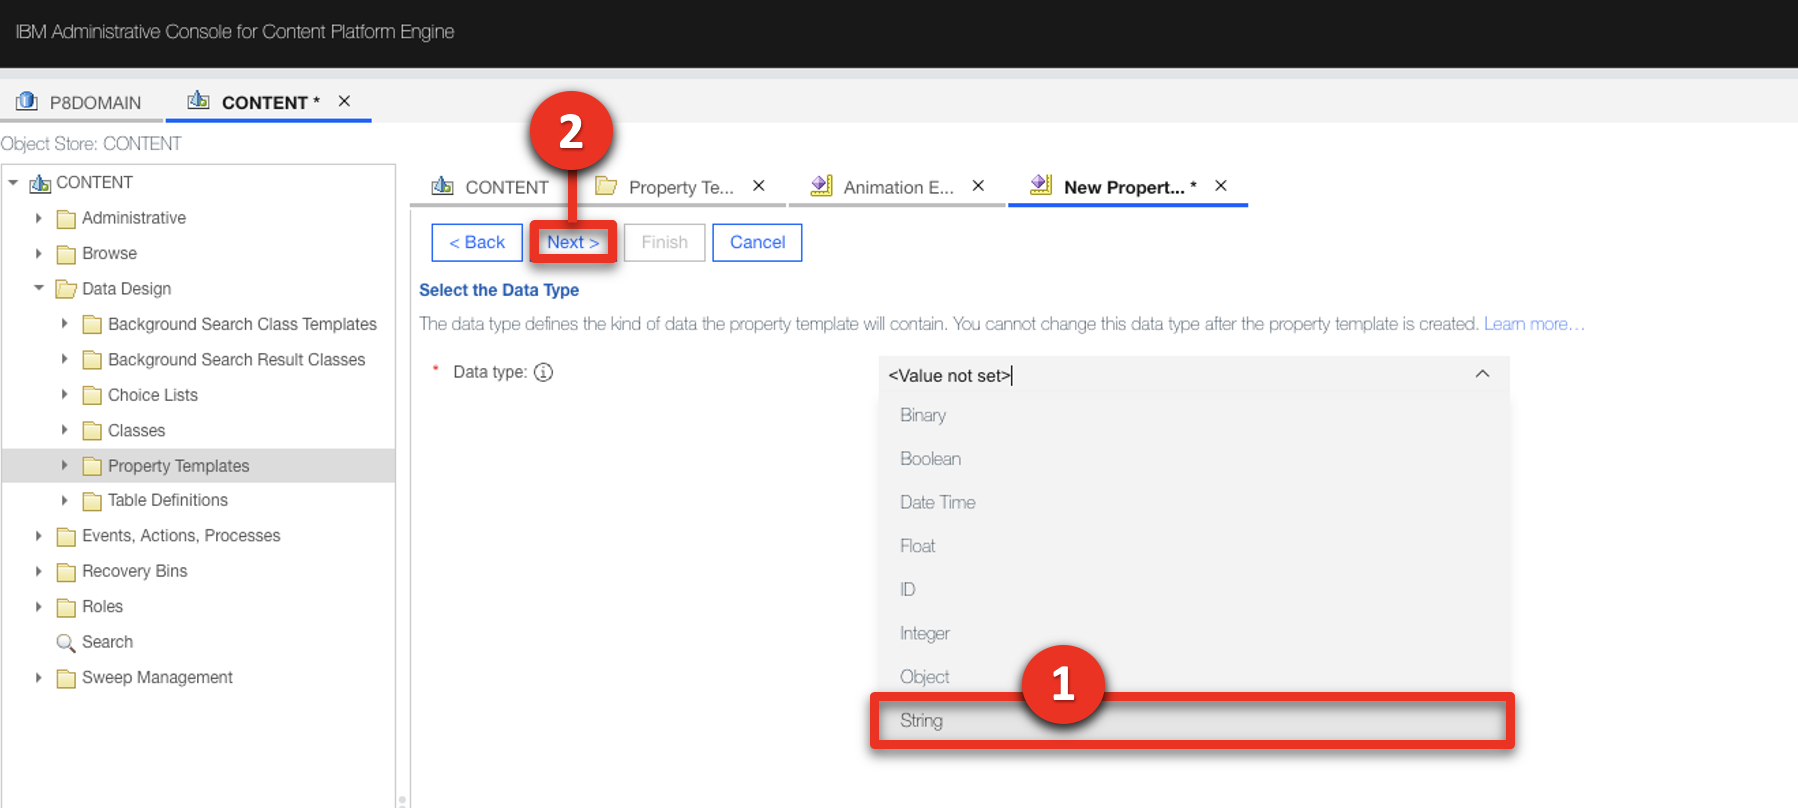 IBM Administrative Console for Content Platform Engine
P8DOMAIN
CONTENT *
Object Store: CONTENT
2
CONTENT
Administrative
Browse
Data Design
Background Search Class Templates
Background Search Result Classes
Choice Lists
Classes
Property Templates
Table Definitions
Events, Actions, Processes
Recovery Bins
Roles
Search
Sweep Management
CONTENT
Property Te...
Animation E...
New Propert... *
< Back
Next >
Finish
Cancel
Select the Data Type
The data type defines the kind of data the property template will contain. You cannot change this data type after the property template is created. Learn more...
* Data type:
<Value not set>
Binary
Boolean
Date Time
Float
ID
Integer
Object
1
String